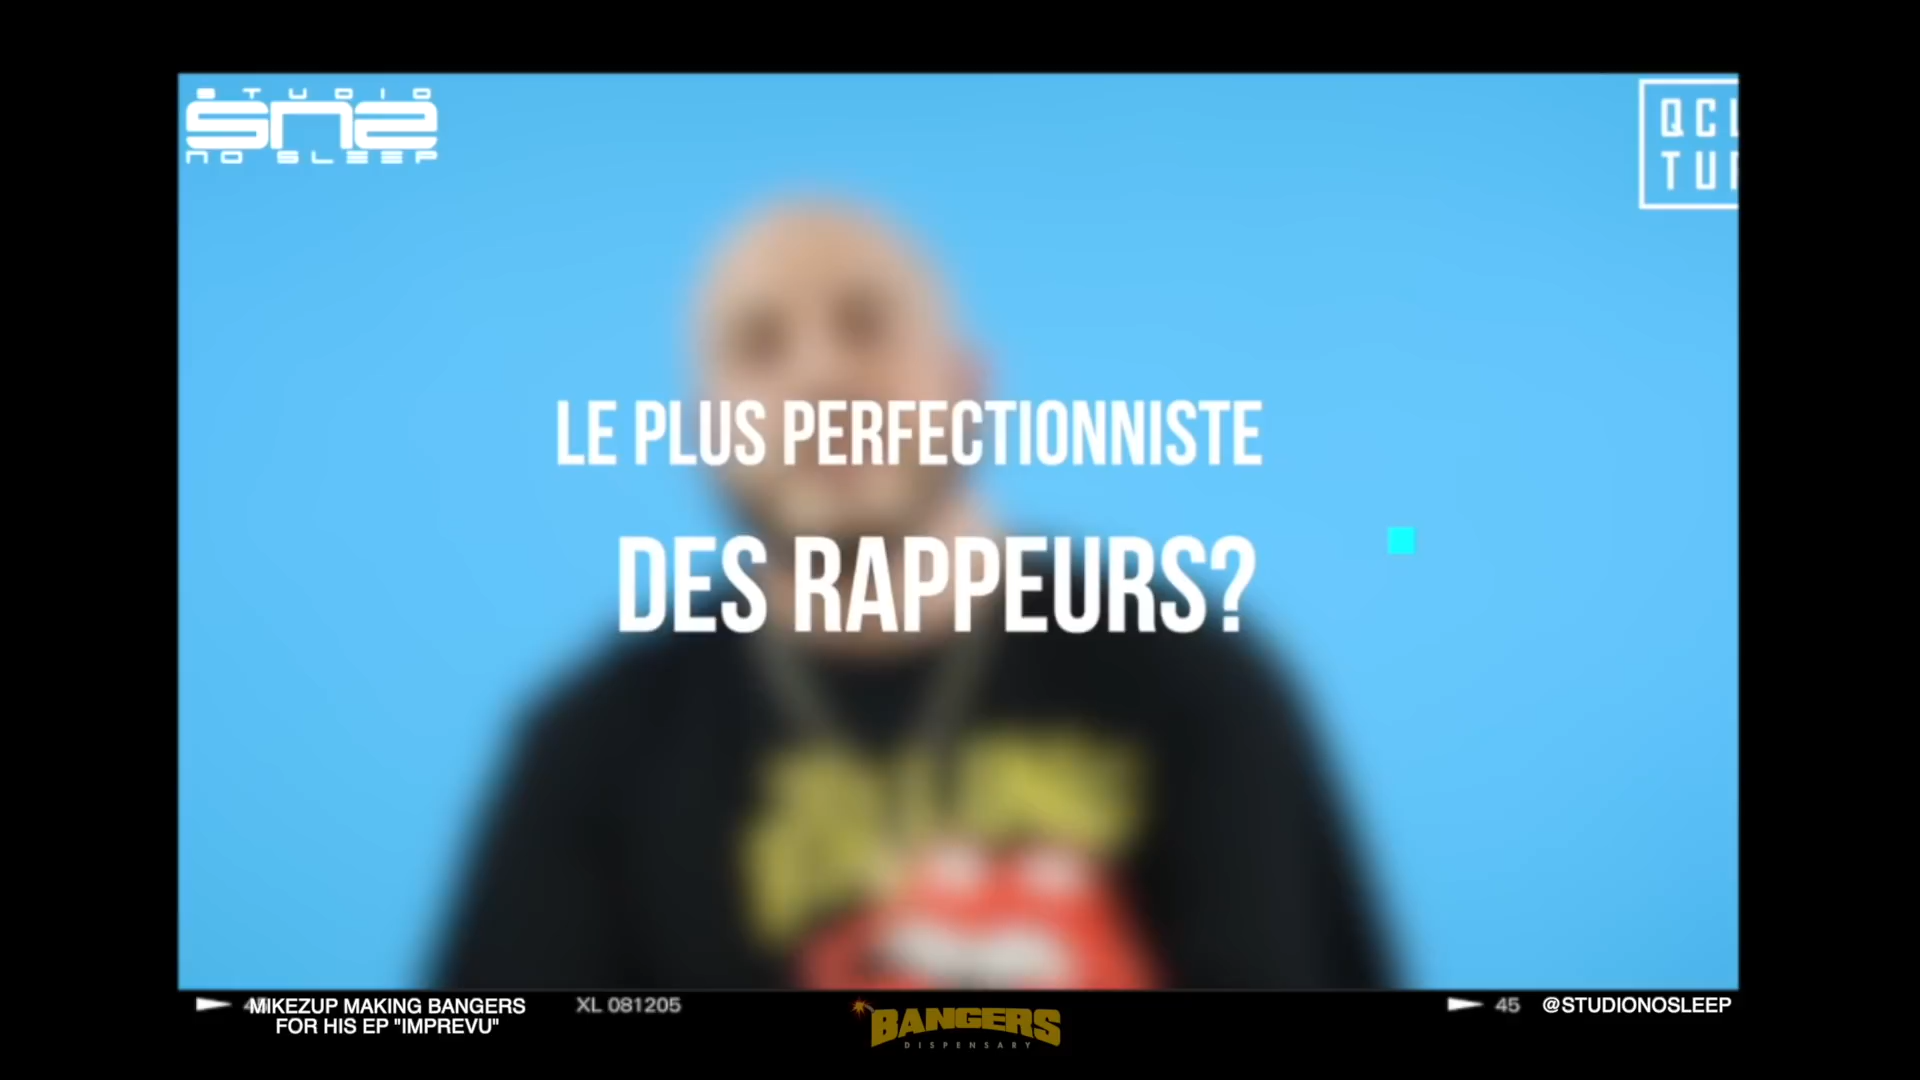 STUDIO
SNS
NO SLEEP
LE PLUS PERFECTIONNISTE
DES RAPPEURS?
MIKEZUP MAKING BANGERS
FOR HIS EP "IMPREVU"
XL 081205
BANGERS
DISPENSARY
45
@STUDIONOSLEEP